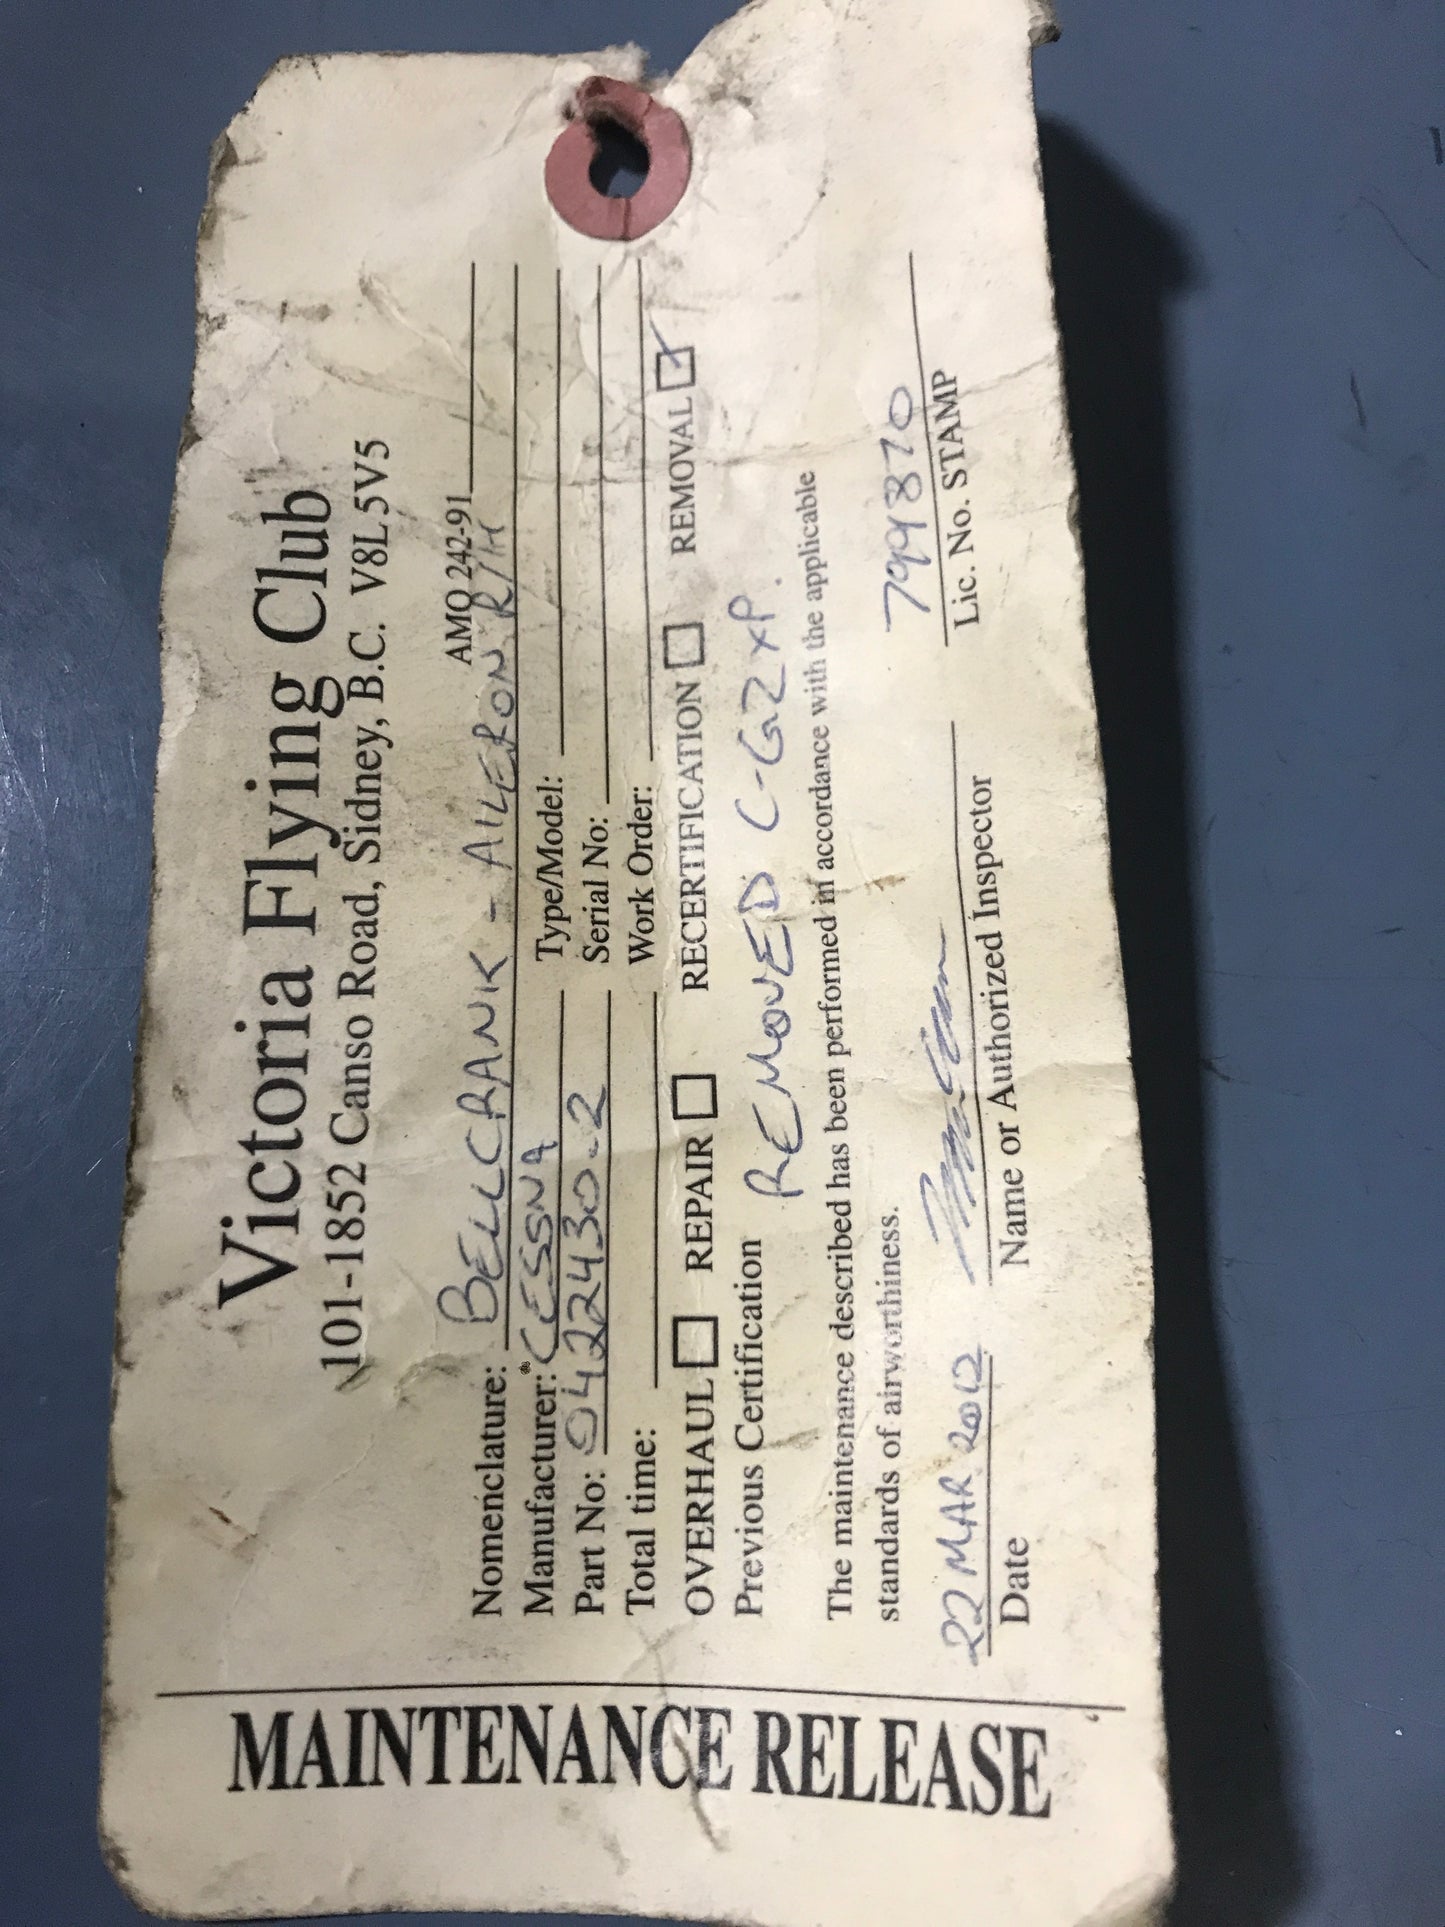 MAINTENANCE RELEASE
Victoria Flying Club
101-1852 Canso Road, Sidney, B.C. V8L 5V5
AMO 242-91
Nomenclature: BELLCRANK - AILERON R/H
Manufacturer: CESSNA Type/Model:
Part No: 0422430-2 Serial No:
Total time: Work Order:
OVERHAUL REPAIR RECERTIFICATION REMOVAL
Previous Certification REMOVED C-GZXP.
The maintenance described has been performed in accordance with the applicable
standards of airworthiness.
22 MAR 2012 799870
Date Name or Authorized Inspector Lic. No. STAMP